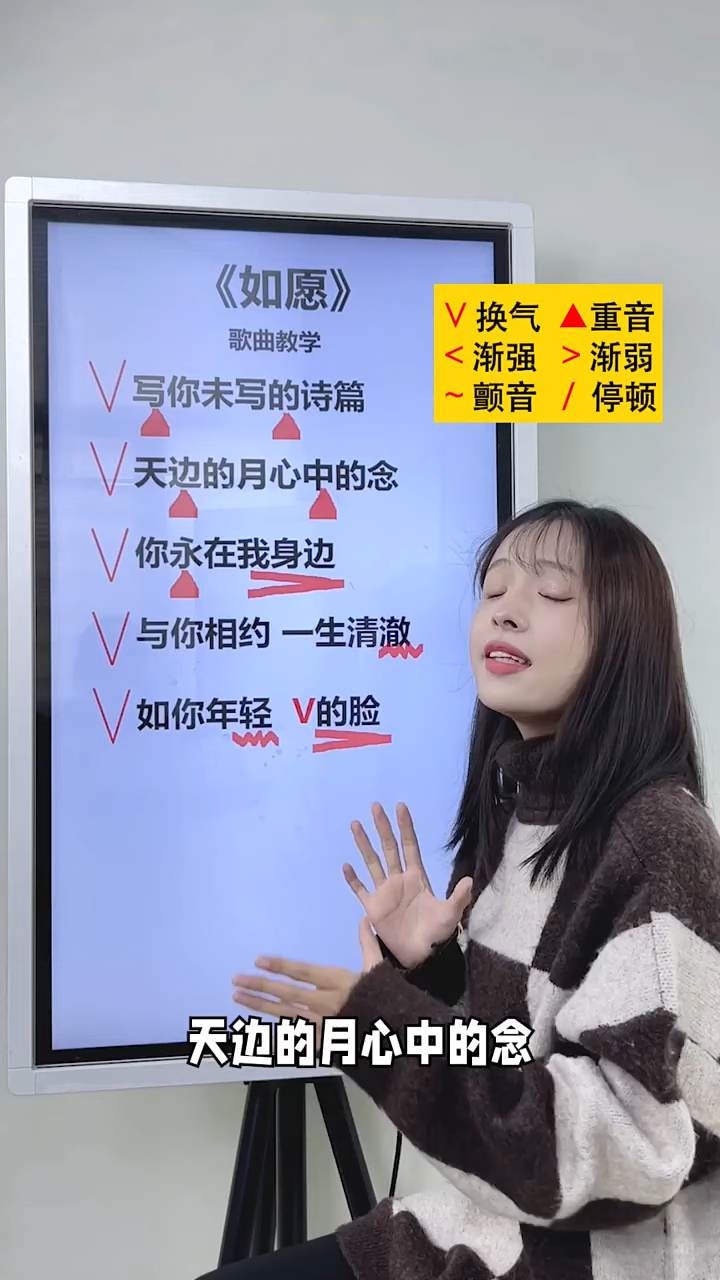 《如愿》
歌曲教学
V 写你未写的诗篇
V 天边的月心中的念
V 你永在我身边
V 与你相约 一生清澈
V 如你年轻 V的脸
V 换气 ▲重音
< 渐强 > 渐弱
~ 颤音 / 停顿
天边的月心中的念